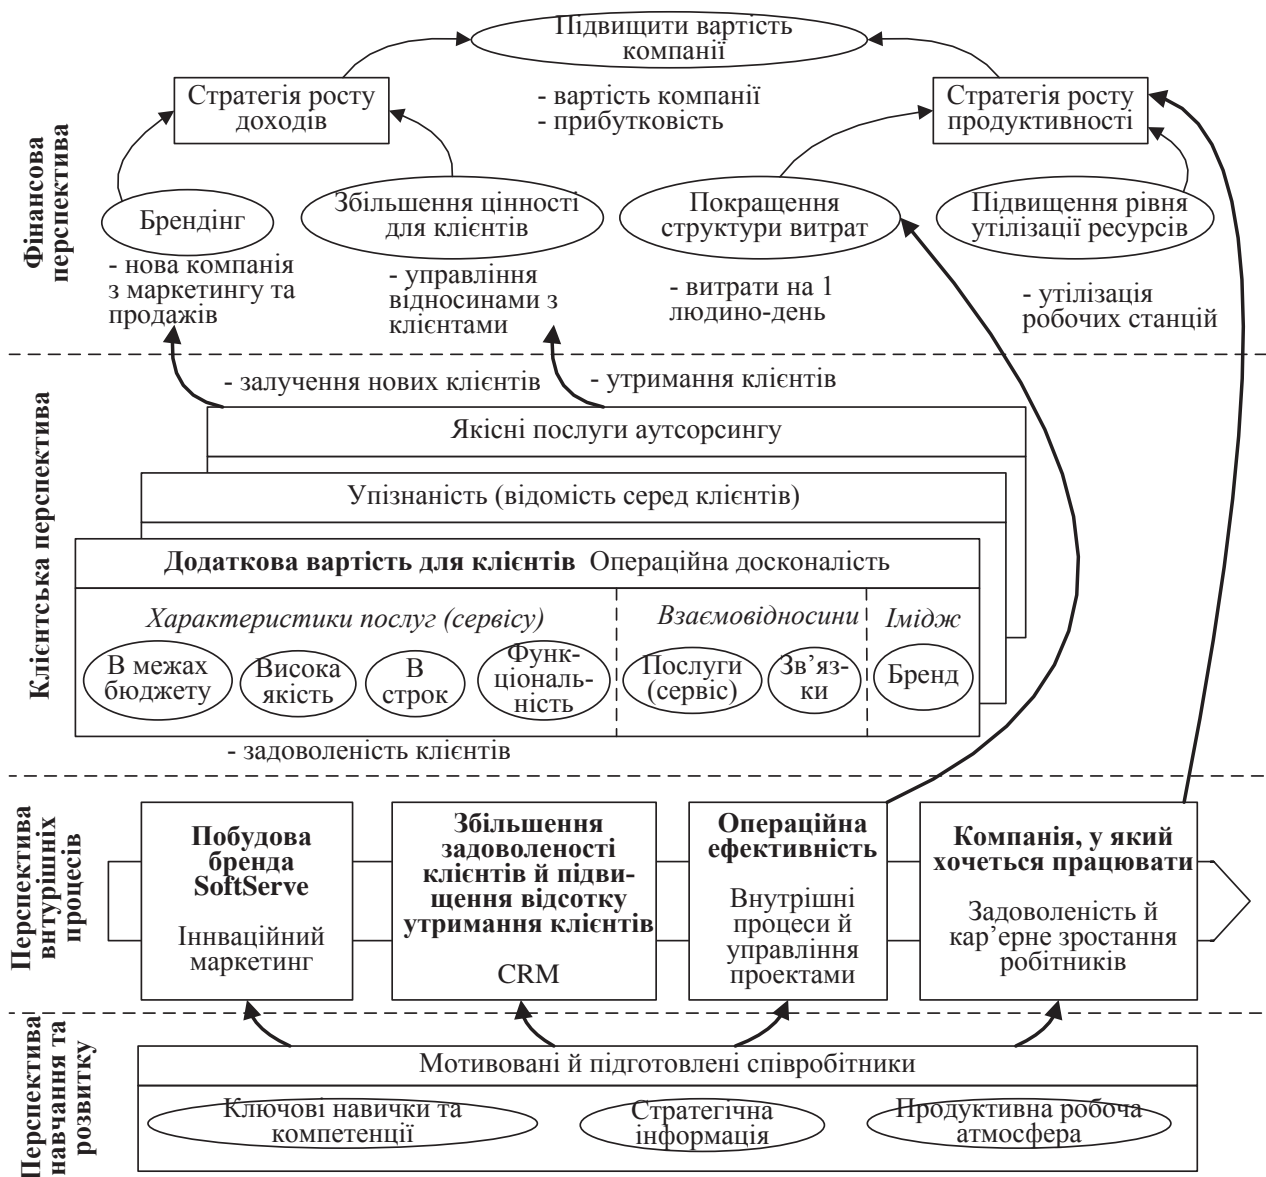 Підвищити вартість
компанії
Стратегія росту
доходів
- вартість компанії
- прибутковість
Стратегія росту
продуктивності
Фінансова
перспектива
Брендінг
Збільшення цінності
для клієнтів
Покращення
структури витрат
Підвищення рівня
утилізації ресурсів
- нова компанія
з маркетингу та
продажів
- управління
відносинами з
клієнтами
- витрати на 1
людино-день
- утилізація
робочих станцій
Клієнтська перспектива
- залучення нових клієнтів
- утримання клієнтів
Якісні послуги аутсорсингу
Упізнаність (відомість серед клієнтів)
Додаткова вартість для клієнтів Операційна досконалість
Характеристики послуг (сервісу)
Взаємовідносини
Імідж
В межах
бюджету
Висока
якість
В
строк
Функ-
ціональ-
ність
Послуги
(сервіс)
Зв’яз-
ки
Бренд
- задоволеність клієнтів
Перспектива
внтурішніх
процесів
Побудова
бренда
SoftServe
Іннваційний
маркетинг
Збільшення
задоволеності
клієнтів й підви-
щення відсотку
утримання клієнтів
CRM
Операційна
ефективність
Внутрішні
процеси й
управління
проектами
Компанія, у який
хочеться працювати
Задоволеність й
кар’ерне зростання
робітників
Перспектива
навчання та
розвитку
Мотивовані й підготовлені співробітники
Ключові навички та
компетенції
Стратегічна
інформація
Продуктивна робоча
атмосфера